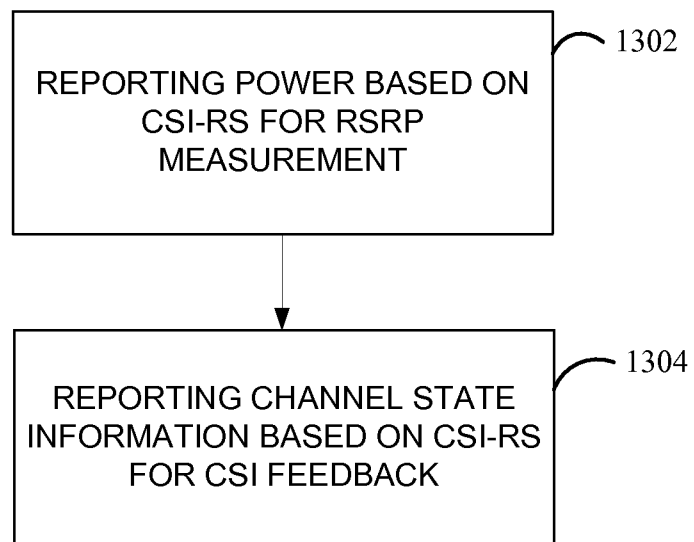 REPORTING POWER BASED ON
CSI-RS FOR RSRP
MEASUREMENT
1302
REPORTING CHANNEL STATE
INFORMATION BASED ON CSI-RS
FOR CSI FEEDBACK
1304